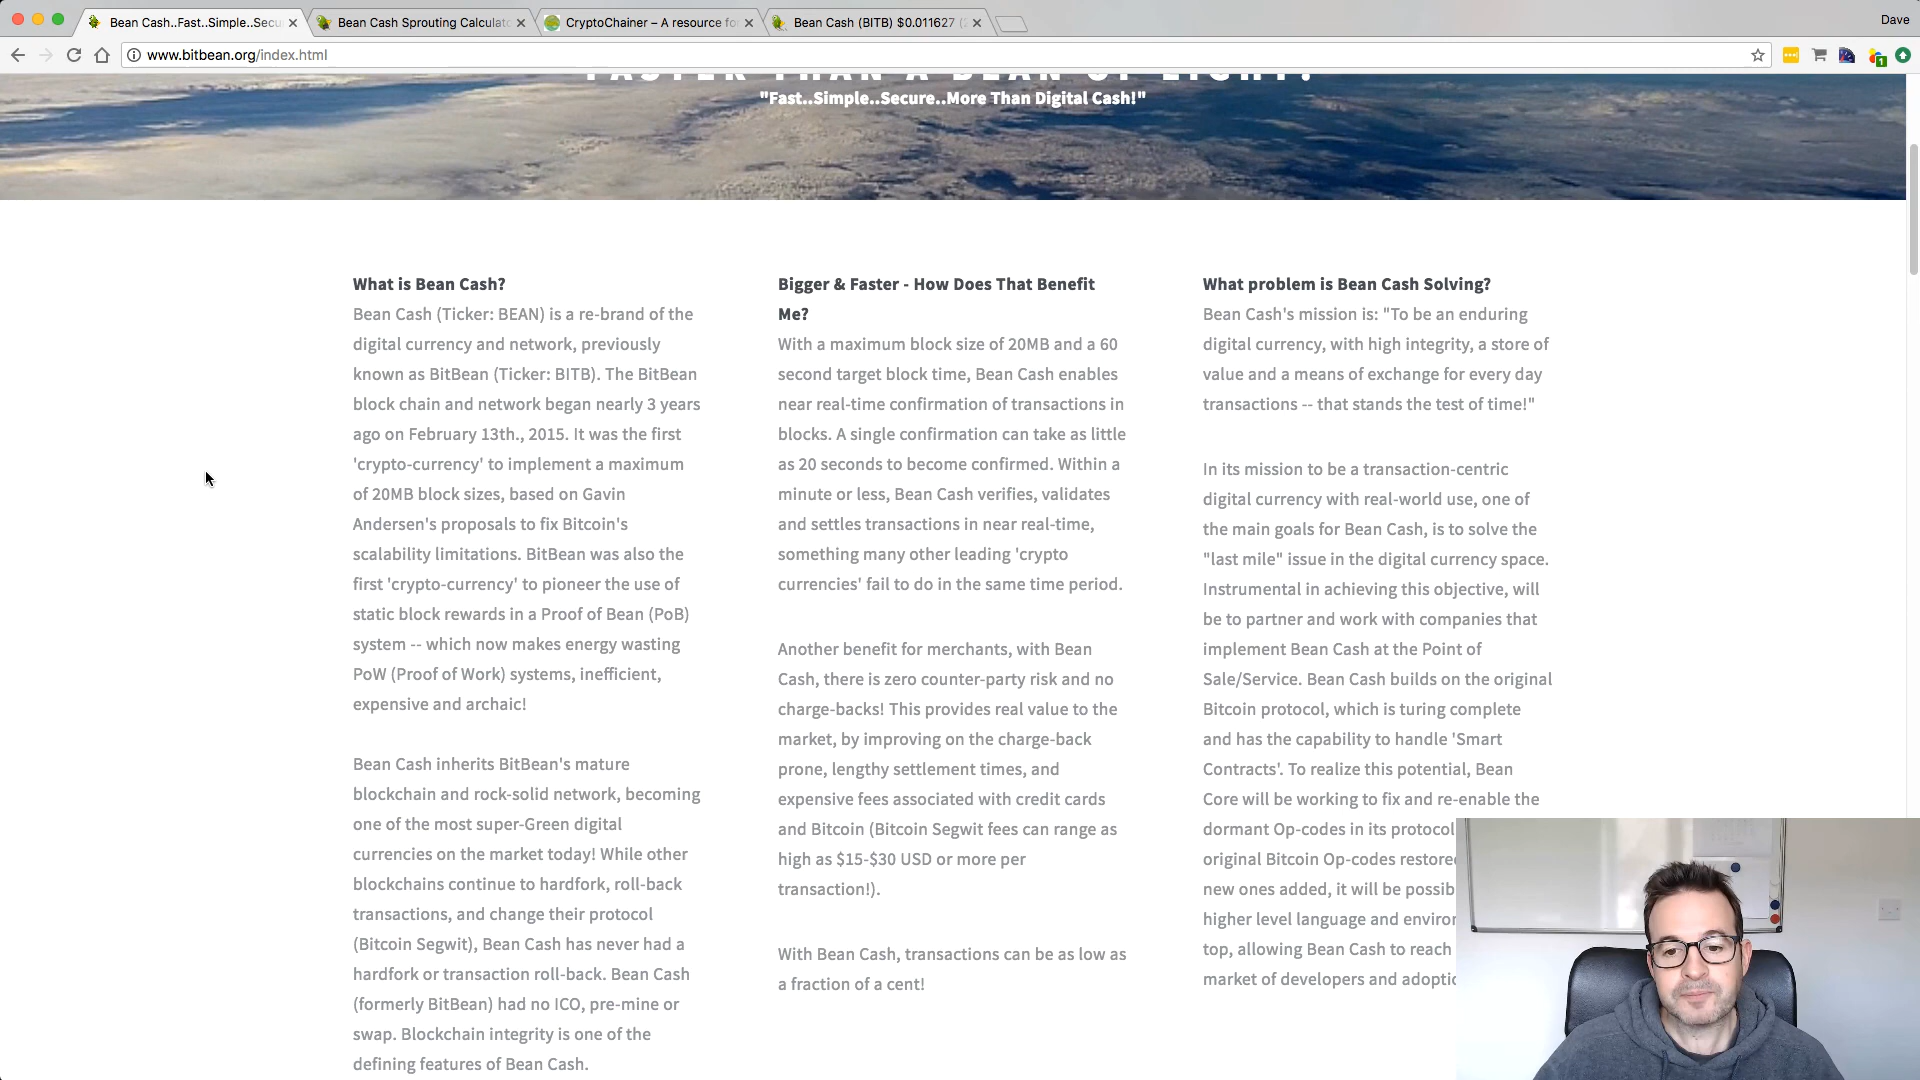 Bean Cash..Fast..Simple..Secu
Bean Cash Sprouting Calculato
CryptoChainer – A resource fo
Bean Cash (BITB) $0.011627 (
Dave
www.bitbean.org/index.html
1
FASTER THAN A BEAN OF LIGHT!
"Fast..Simple..Secure..More Than Digital Cash!"
What is Bean Cash?
Bean Cash (Ticker: BEAN) is a re-brand of the
digital currency and network, previously
known as BitBean (Ticker: BITB). The BitBean
block chain and network began nearly 3 years
ago on February 13th., 2015. It was the first
'crypto-currency' to implement a maximum
of 20MB block sizes, based on Gavin
Andersen's proposals to fix Bitcoin's
scalability limitations. BitBean was also the
first 'crypto-currency' to pioneer the use of
static block rewards in a Proof of Bean (PoB)
system -- which now makes energy wasting
PoW (Proof of Work) systems, inefficient,
expensive and archaic!
Bean Cash inherits BitBean's mature
blockchain and rock-solid network, becoming
one of the most super-Green digital
currencies on the market today! While other
blockchains continue to hardfork, roll-back
transactions, and change their protocol
(Bitcoin Segwit), Bean Cash has never had a
hardfork or transaction roll-back. Bean Cash
(formerly BitBean) had no ICO, pre-mine or
swap. Blockchain integrity is one of the
defining features of Bean Cash.
Bigger & Faster - How Does That Benefit
Me?
With a maximum block size of 20MB and a 60
second target block time, Bean Cash enables
near real-time confirmation of transactions in
blocks. A single confirmation can take as little
as 20 seconds to become confirmed. Within a
minute or less, Bean Cash verifies, validates
and settles transactions in near real-time,
something many other leading 'crypto
currencies' fail to do in the same time period.
Another benefit for merchants, with Bean
Cash, there is zero counter-party risk and no
charge-backs! This provides real value to the
market, by improving on the charge-back
prone, lengthy settlement times, and
expensive fees associated with credit cards
and Bitcoin (Bitcoin Segwit fees can range as
high as $15-$30 USD or more per
transaction!).
With Bean Cash, transactions can be as low as
a fraction of a cent!
What problem is Bean Cash Solving?
Bean Cash's mission is: "To be an enduring
digital currency, with high integrity, a store of
value and a means of exchange for every day
transactions -- that stands the test of time!"
In its mission to be a transaction-centric
digital currency with real-world use, one of
the main goals for Bean Cash, is to solve the
"last mile" issue in the digital currency space.
Instrumental in achieving this objective, will
be to partner and work with companies that
implement Bean Cash at the Point of
Sale/Service. Bean Cash builds on the original
Bitcoin protocol, which is turing complete
and has the capability to handle 'Smart
Contracts'. To realize this potential, Bean
Core will be working to fix and re-enable the
dormant Op-codes in its protocol
original Bitcoin Op-codes restore
new ones added, it will be possib
higher level language and enviror
top, allowing Bean Cash to reach
market of developers and adoptic